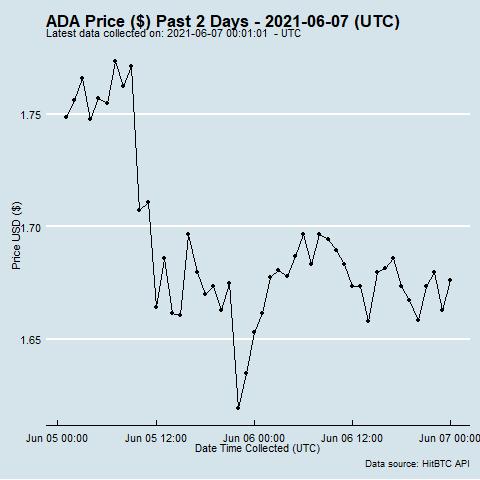 ADA Price ($) Past 2 Days - 2021-06-07 (UTC)
Latest data collected on: 2021-06-07 00:01:01  - UTC
1.75
1.70
1.65
Price USD ($)
Jun 05 00:00 Jun 05 12:00 Jun 06 00:00 Jun 06 12:00 Jun 07 00:00
Date Time Collected (UTC)
Data source: HitBTC API